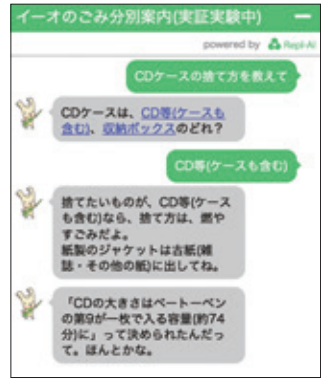 イーオのごみ分別案内(実証実験中)
powered by Repl-AI
CDケースの捨て方を教えて
CDケースは、CD等(ケースも
含む)、収納ボックスのどれ?
CD等(ケースも含む)
捨てたいものが、CD等(ケース
も含む)なら、捨て方は、燃や
すごみだよ。
紙製のジャケットは古紙(雑
誌・その他の紙)に出してね。
「CDの大きさはベートーベン
の第9が一枚で入る容量(約74
分)に」って決められたんだっ
て。ほんとかな。